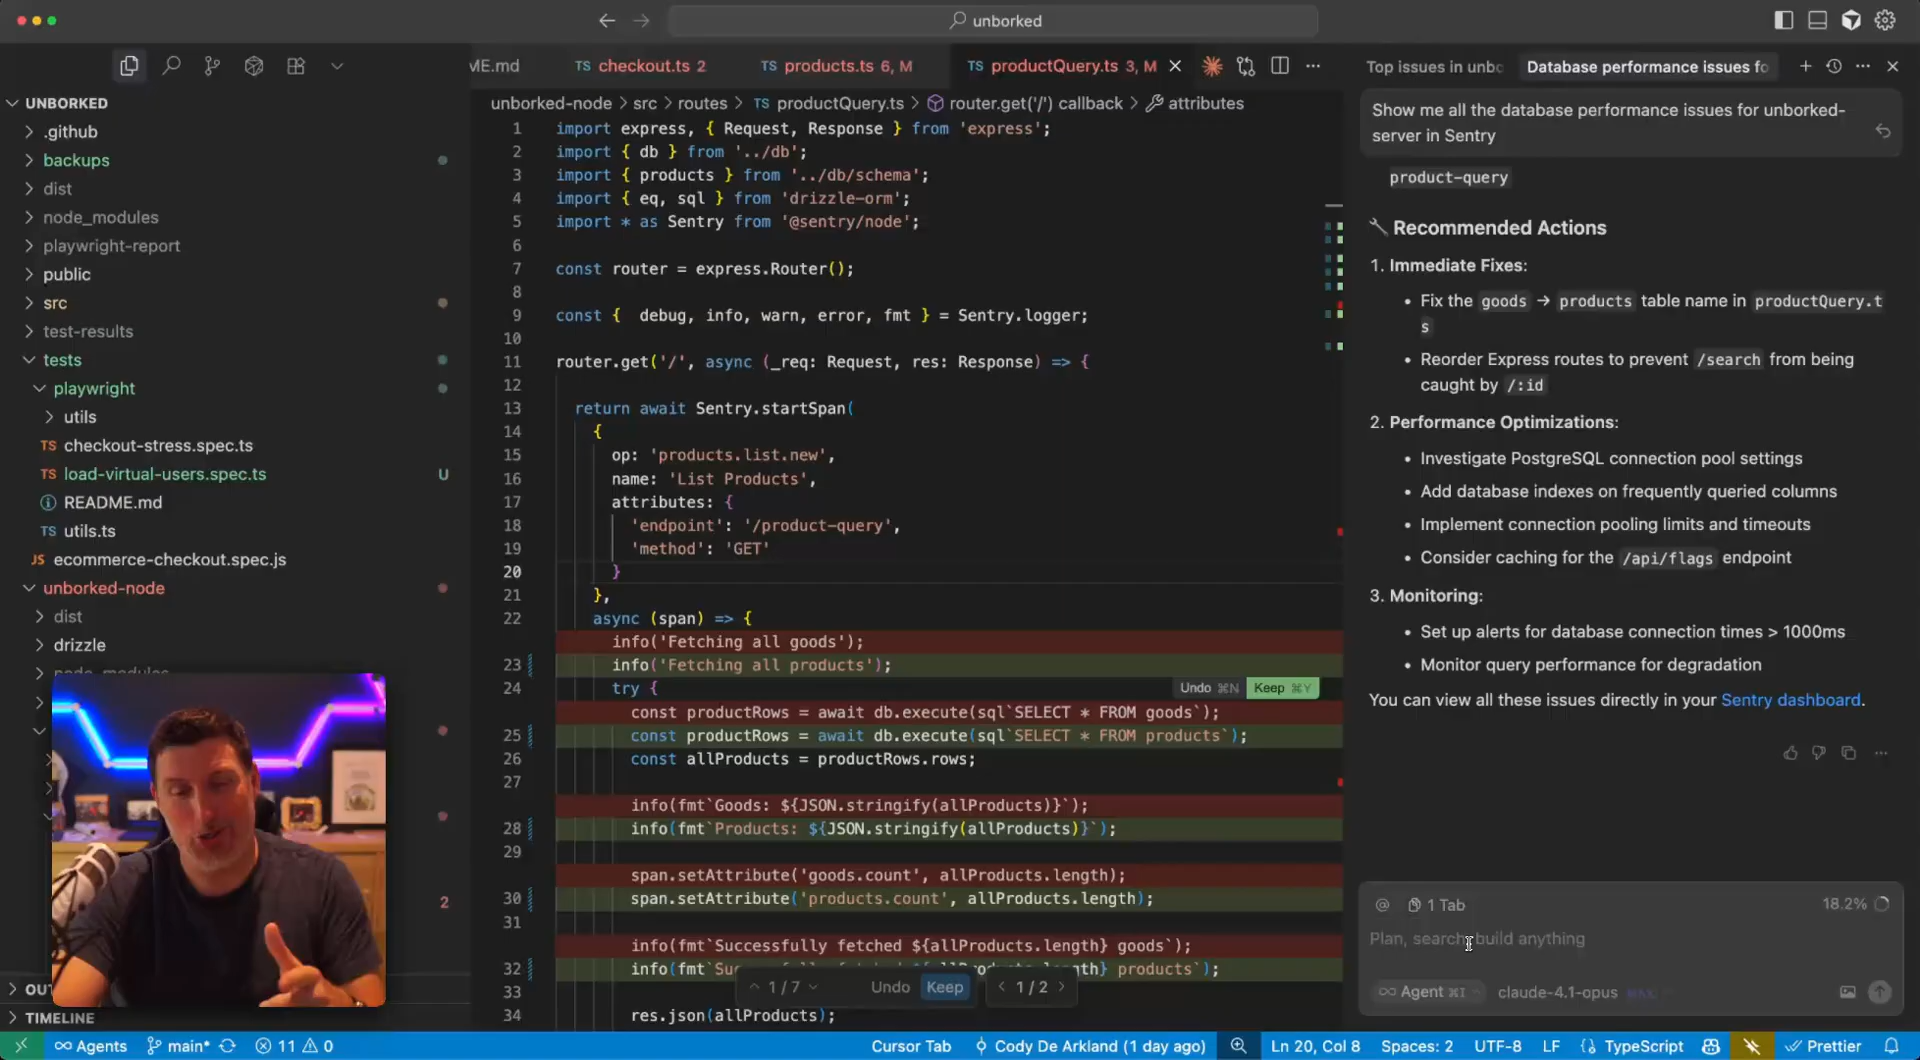 unborked
ME.md
TS checkout.ts 2
TS products.ts 6, M
TS productQuery.ts 3, M
Top issues in unbo
Database performance issues fo
UNBORKED
.github
backups
dist
node_modules
playwright-report
public
src
test-results
tests
playwright
utils
TS checkout-stress.spec.ts
TS load-virtual-users.spec.ts U
README.md
TS utils.ts
JS ecommerce-checkout.spec.js
unborked-node
dist
drizzle
node_modules
2
TIMELINE
unborked-node > src > routes > TS productQuery.ts > router.get('/') callback > attributes
1 import express, { Request, Response } from 'express';
2 import { db } from '../db';
3 import { products } from '../db/schema';
4 import { eq, sql } from 'drizzle-orm';
5 import * as Sentry from '@sentry/node';
6
7 const router = express.Router();
8
9 const {  debug, info, warn, error, fmt } = Sentry.logger;
10
11 router.get('/', async (_req: Request, res: Response) => {
12
13 return await Sentry.startSpan(
14 {
15 op: 'products.list.new',
16 name: 'List Products',
17 attributes: {
18 'endpoint': '/product-query',
19 'method': 'GET'
20 }
21 },
22 async (span) => {
info('Fetching all goods');
23 info('Fetching all products');
24 try {
Undo ⌘N Keep ⌘Y
const productRows = await db.execute(sql`SELECT * FROM goods`);
25 const productRows = await db.execute(sql`SELECT * FROM products`);
26 const allProducts = productRows.rows;
27
info(fmt`Goods: ${JSON.stringify(allProducts)}`);
28 info(fmt`Products: ${JSON.stringify(allProducts)}`);
29
span.setAttribute('goods.count', allProducts.length);
30 span.setAttribute('products.count', allProducts.length);
31
info(fmt`Successfully fetched ${allProducts.length} goods`);
32 products`);
33
34 res.json(allProducts);
1 / 7 Undo Keep 1 / 2
Show me all the database performance issues for unborked-
server in Sentry
product-query
Recommended Actions
1. Immediate Fixes:
• Fix the goods → products table name in productQuery.t
s
• Reorder Express routes to prevent /search from being
caught by /:id
2. Performance Optimizations:
• Investigate PostgreSQL connection pool settings
• Add database indexes on frequently queried columns
• Implement connection pooling limits and timeouts
• Consider caching for the /api/flags endpoint
3. Monitoring:
• Set up alerts for database connection times > 1000ms
• Monitor query performance for degradation
You can view all these issues directly in your Sentry dashboard.
@ 1 Tab 18.2%
Plan, search, build anything
∞ Agent ⌘I claude-4.1-opus MAX
∞ Agents main* 11 0 Cursor Tab Cody De Arkland (1 day ago) Ln 20, Col 8 Spaces: 2 UTF-8 LF {} TypeScript Prettier